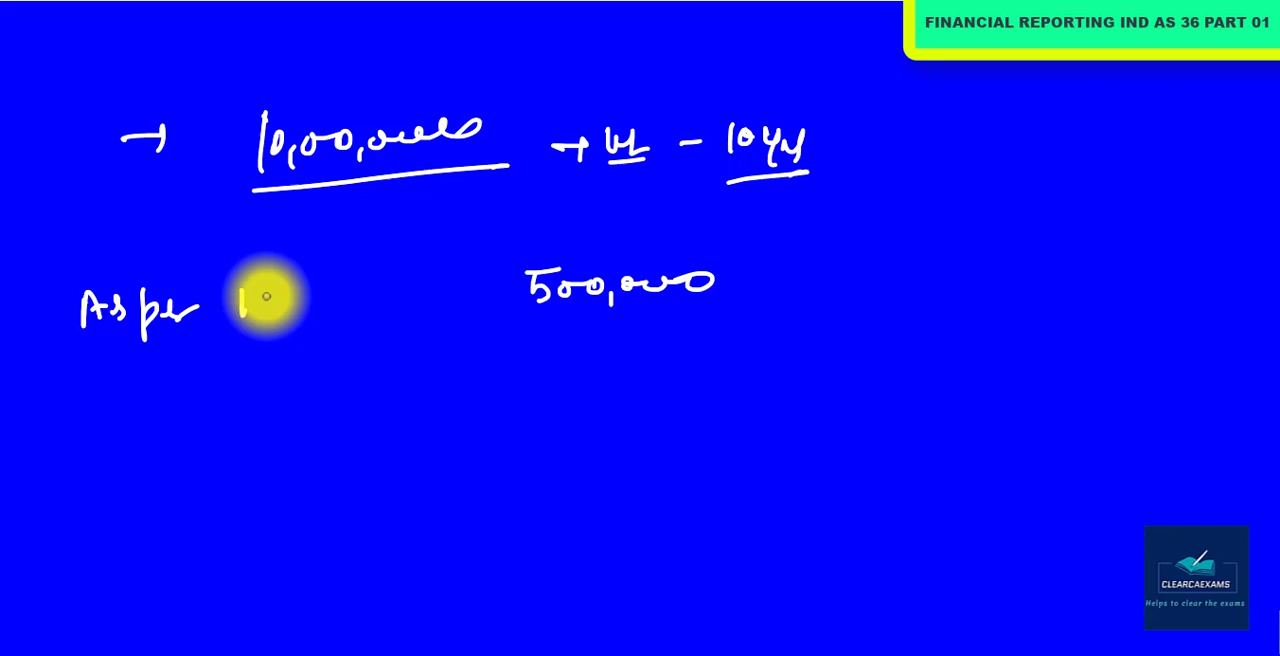 FINANCIAL REPORTING IND AS 36 PART 01
→ 10,00,000 → UL - 10 yrs
500,000
As per I
CLEARCAEXAMS
Helps to clear the exams